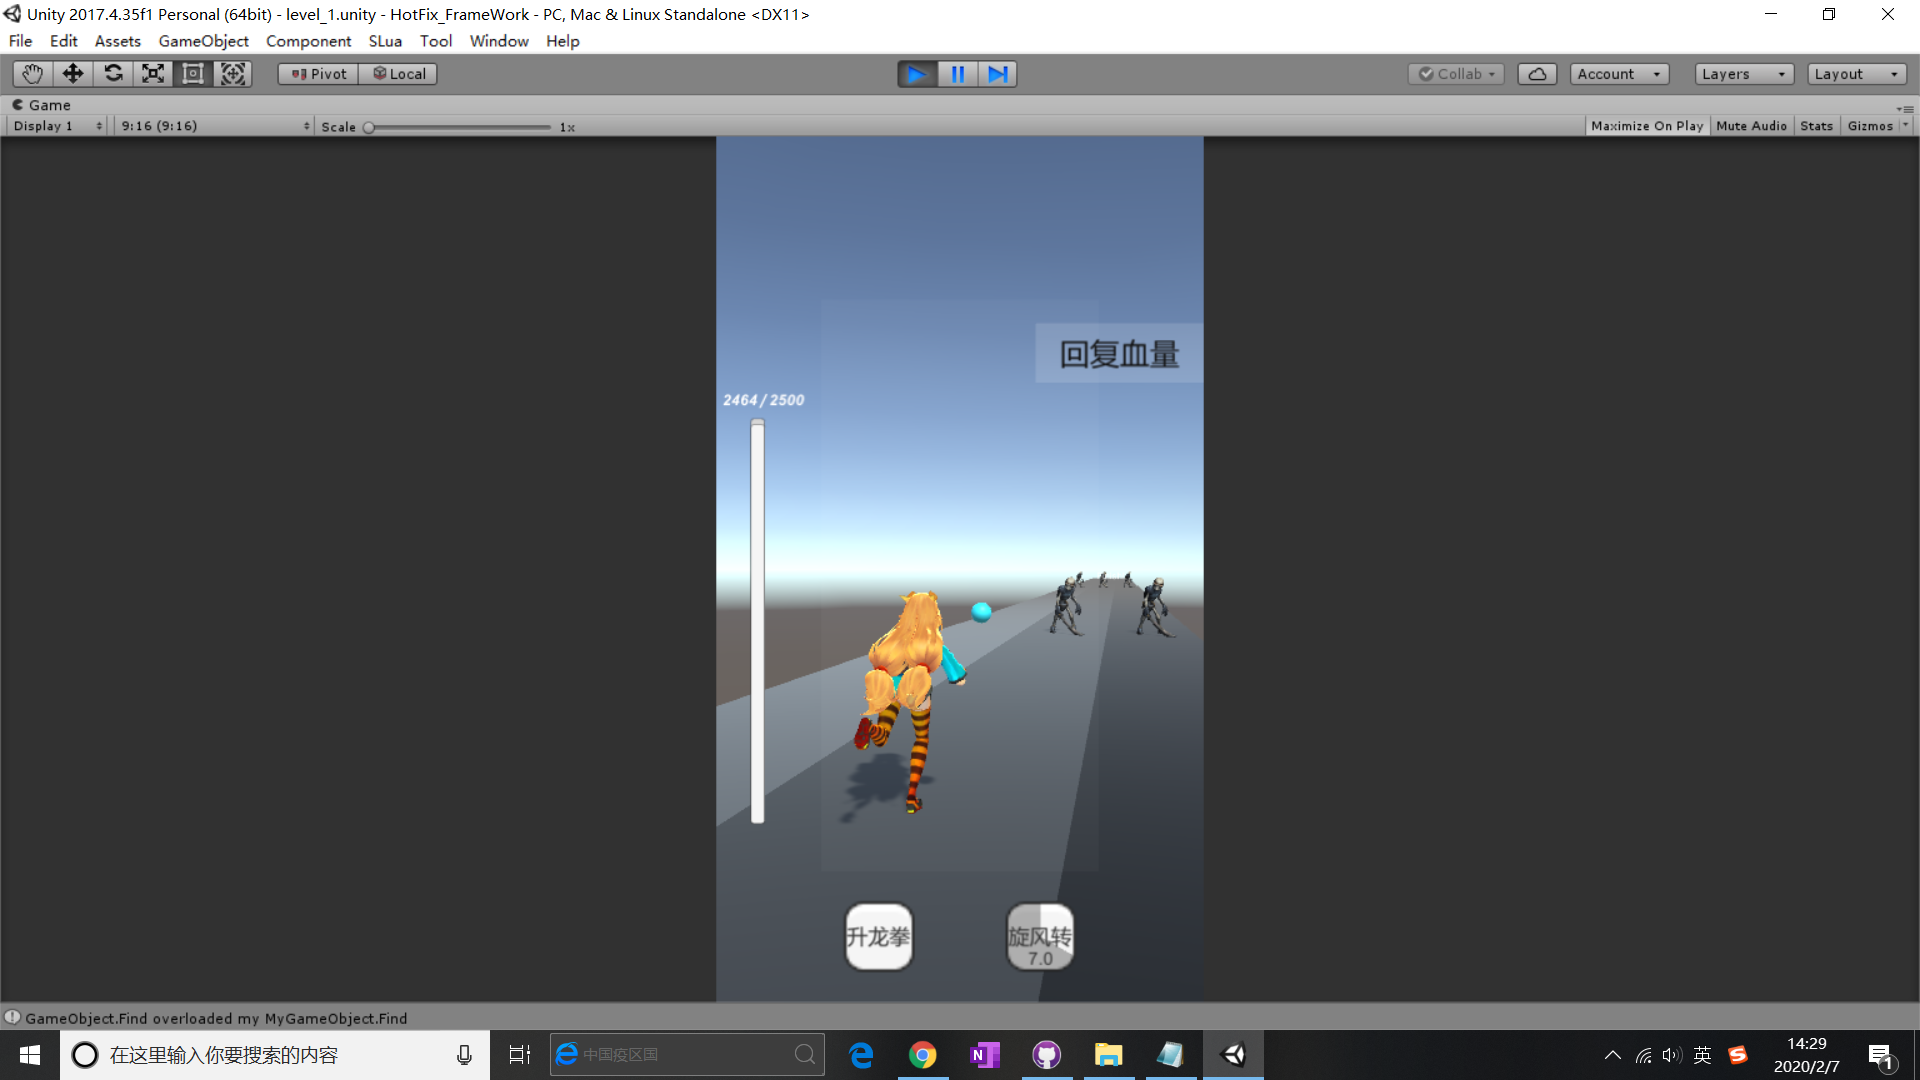 Unity 2017.4.35f1 Personal (64bit) - level_1.unity - HotFix_FrameWork - PC, Mac & Linux Standalone <DX11>
File Edit Assets GameObject Component SLua Tool Window Help
Pivot Local Collab Account Layers Layout
Game
Display 1 9:16 (9:16) Scale 1x Maximize On Play Mute Audio Stats Gizmos
回复血量
2464 / 2500
升龙拳
旋风转
7.0
GameObject.Find overloaded my MyGameObject.Find
在这里输入你要搜索的内容
中国疫区国
N
英
S
14:29
2020/2/7
1